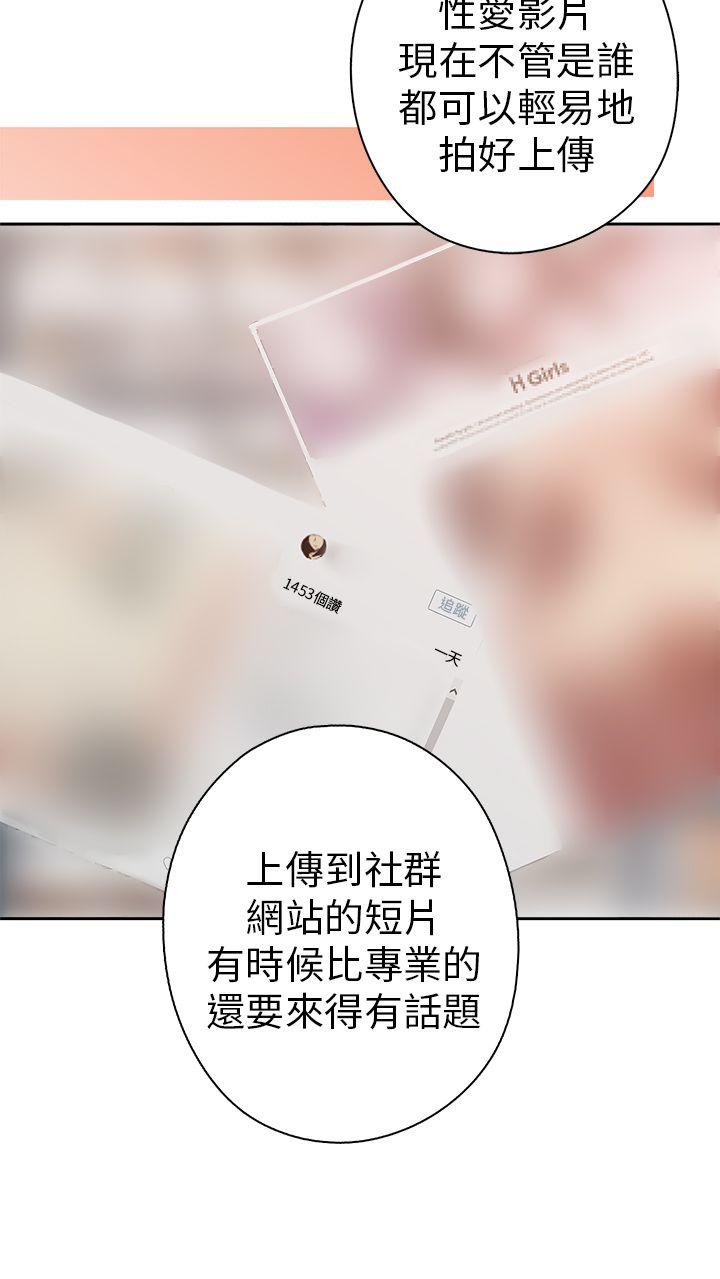 性愛影片
現在不管是誰
都可以輕易地
拍好上傳
H Girls
1453個讚
追蹤
一天
上傳到社群
網站的短片
有時候比專業的
還要來得有話題